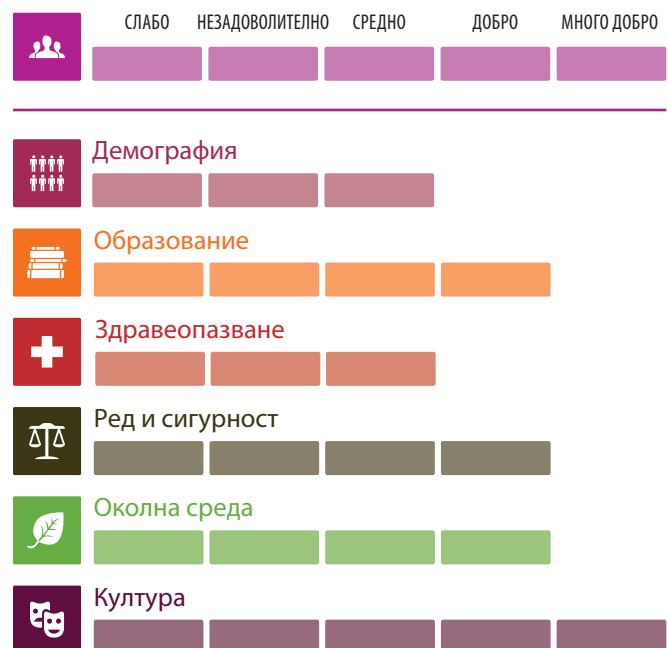 СЛАБО НЕЗАДОВОЛИТЕЛНО СРЕДНО ДОБРО МНОГО ДОБРО
Демография
Образование
Здравеопазване
Ред и сигурност
Околна среда
Култура